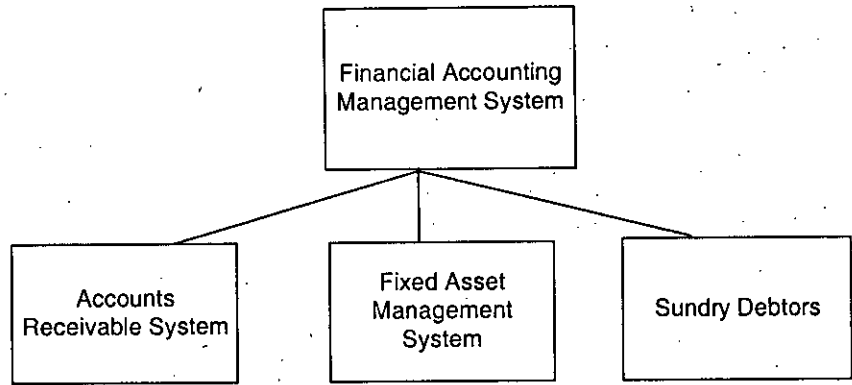 Financial Accounting
Management System
Accounts
Receivable System
Fixed Asset
Management
System
Sundry Debtors